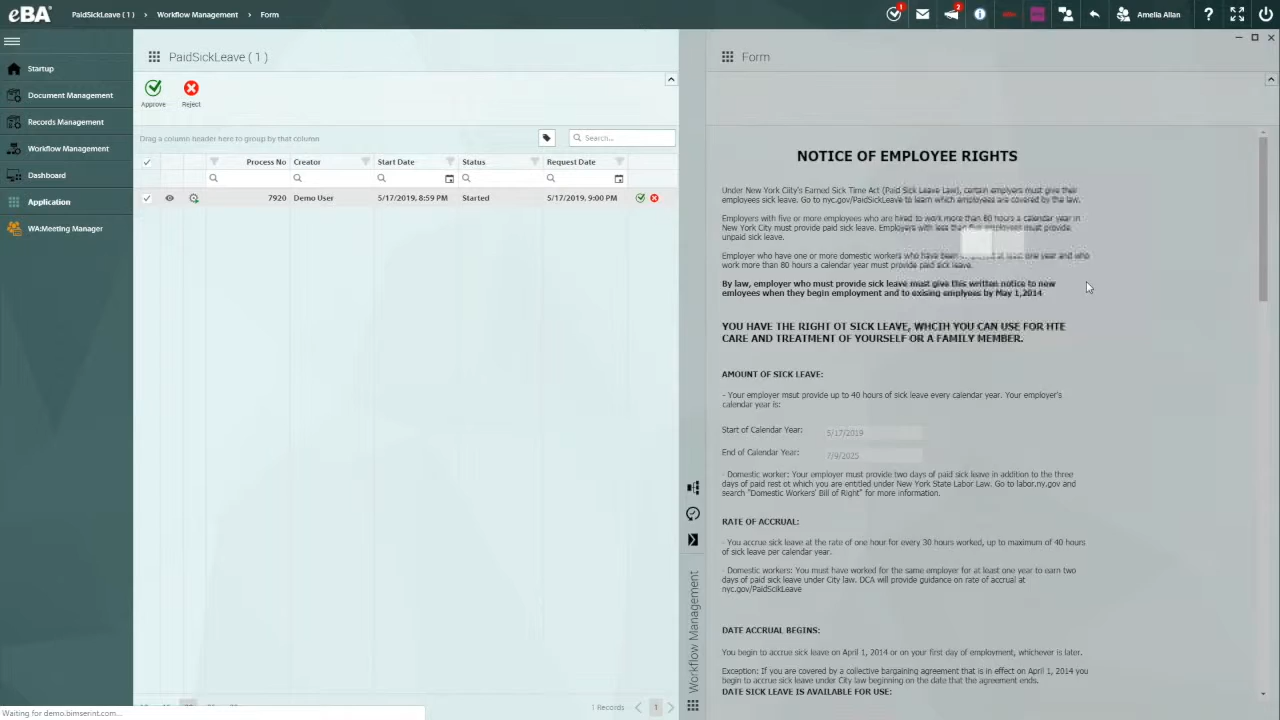 eBA
PaidSickLeave ( 1 )
Workflow Management
Form
1
2
Amelia Allan
?
Startup
Document Management
Records Management
Workflow Management
Dashboard
Application
WA:Meeting Manager
PaidSickLeave ( 1 )
Approve
Reject
Drag a column header here to group by that column
Search...
Process No
Creator
Start Date
Status
Request Date
7920
Demo User
5/17/2019, 8:59 PM
Started
5/17/2019, 9:00 PM
1 Records
1
Waiting for demo.bimserint.com...
Workflow Management
Form
NOTICE OF EMPLOYEE RIGHTS
Under New York City's Earned Sick Time Act (Paid Sick Leave Law), certain emplyers must give their
employees sick leave. Go to nyc.gov/PaidSickLeave to learn which employees are covered by the law.
Employers with five or more employees who are hired to work more than 80 hours a calendar year in
New York City must provide paid sick leave. Employers with less than five employees must provide
unpaid sick leave.
Employer who have one or more domestic workers who have been employed at least one year and who
work more than 80 hours a calendar year must provide paid sick leave.
By law, employer who must provide sick leave must give this written notice to new
emloyees when they begin employment and to exising emplyees by May 1,2014
YOU HAVE THE RIGHT OT SICK LEAVE, WHCIH YOU CAN USE FOR HTE
CARE AND TREATMENT OF YOURSELF OR A FAMILY MEMBER.
AMOUNT OF SICK LEAVE:
- Your employer msut provide up to 40 hours of sick leave every calendar year. Your employer's
calendar year is:
Start of Calendar Year:
5/17/2019
End of Calendar Year:
7/9/2025
- Domestic worker: Your employer must provide two days of paid sick leave in addition to the three
days of paid rest ot which you are entitled under New York State Labor Law. Go to labor.ny.gov and
search "Domestic Workers' Bill of Right" for more information.
RATE OF ACCRUAL:
- You accrue sick leave at the rate of one hour for every 30 hours worked, up to maximum of 40 hours
of sick leave per calendar year.
- Domestic workers: You must have worked for the same employer for at least one year to earn two
days of paid sick leave under City law. DCA will provide guidance on rate of accrual at
nyc.gov/PaidScikLeave
DATE ACCRUAL BEGINS:
You begin to accrue sick leave on April 1, 2014 or on your first day of employment, whichever is later.
Exception: If you are covered by a collective bargaining agreement that is in effect on April 1, 2014 you
begin to accrue sick leave under City law beginning on the date that the agreement ends.
DATE SICK LEAVE IS AVAILABLE FOR USE: